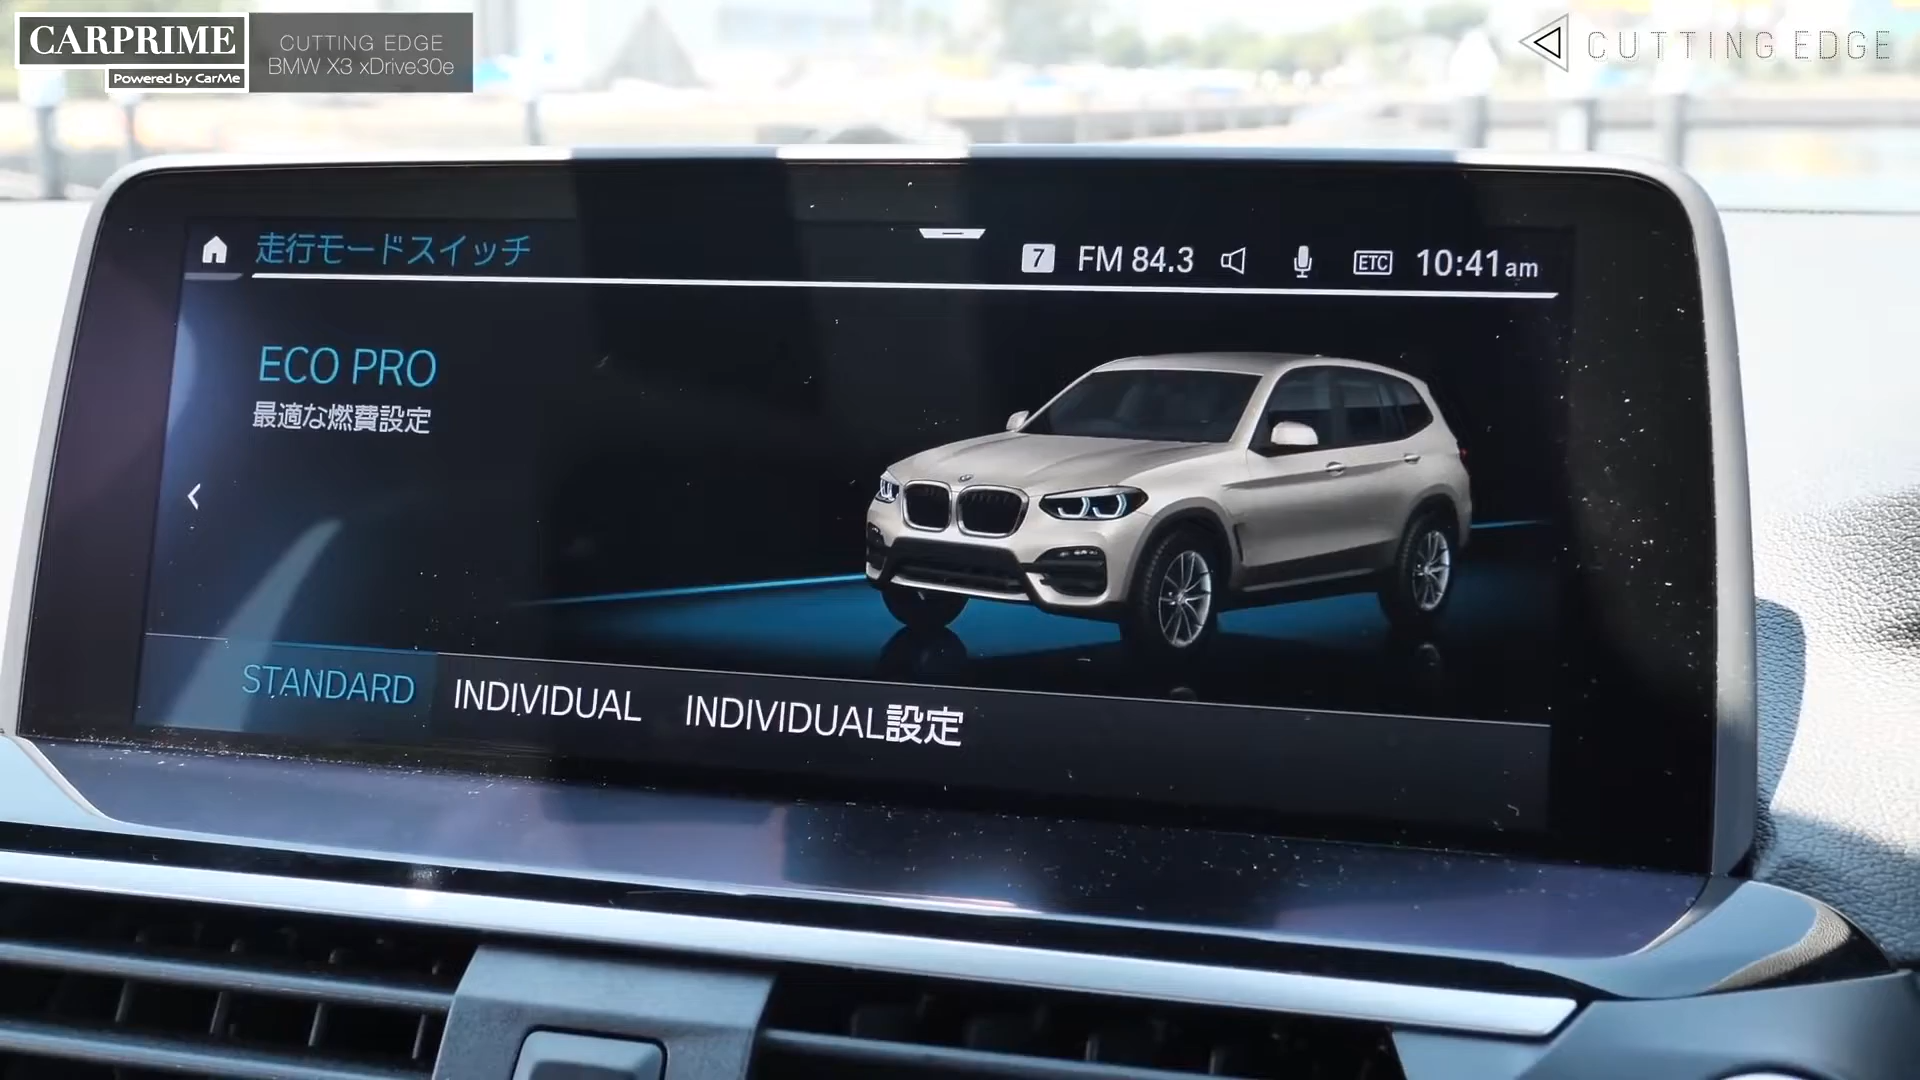 CARPRIME
Powered by CarMe
CUTTING EDGE
BMW X3 xDrive30e
CUTTING EDGE
走行モードスイッチ
7 FM 84.3 ETC 10:41am
ECO PRO
最適な燃費設定
STANDARD INDIVIDUAL INDIVIDUAL設定